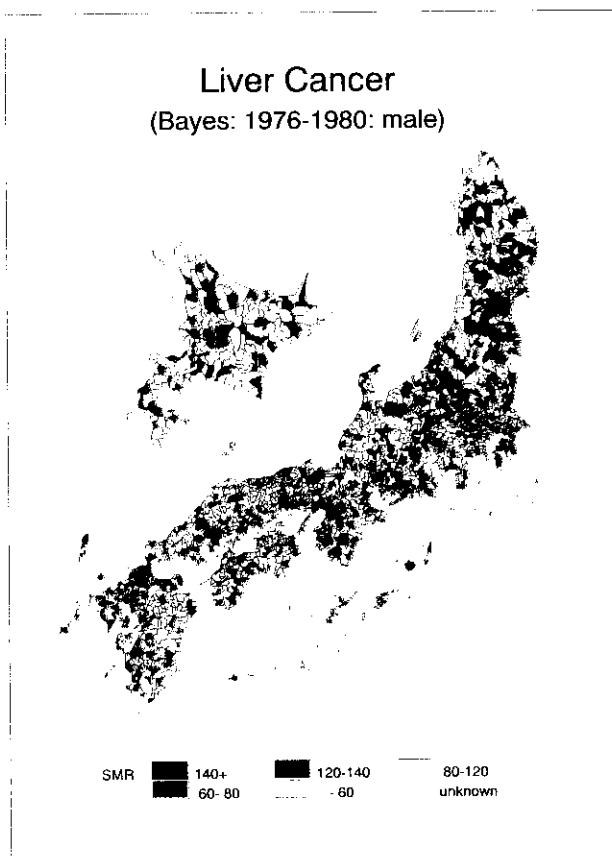 Liver Cancer
(Bayes: 1976-1980: male)
SMR 140+ 120-140 80-120
60- 80 - 60 unknown